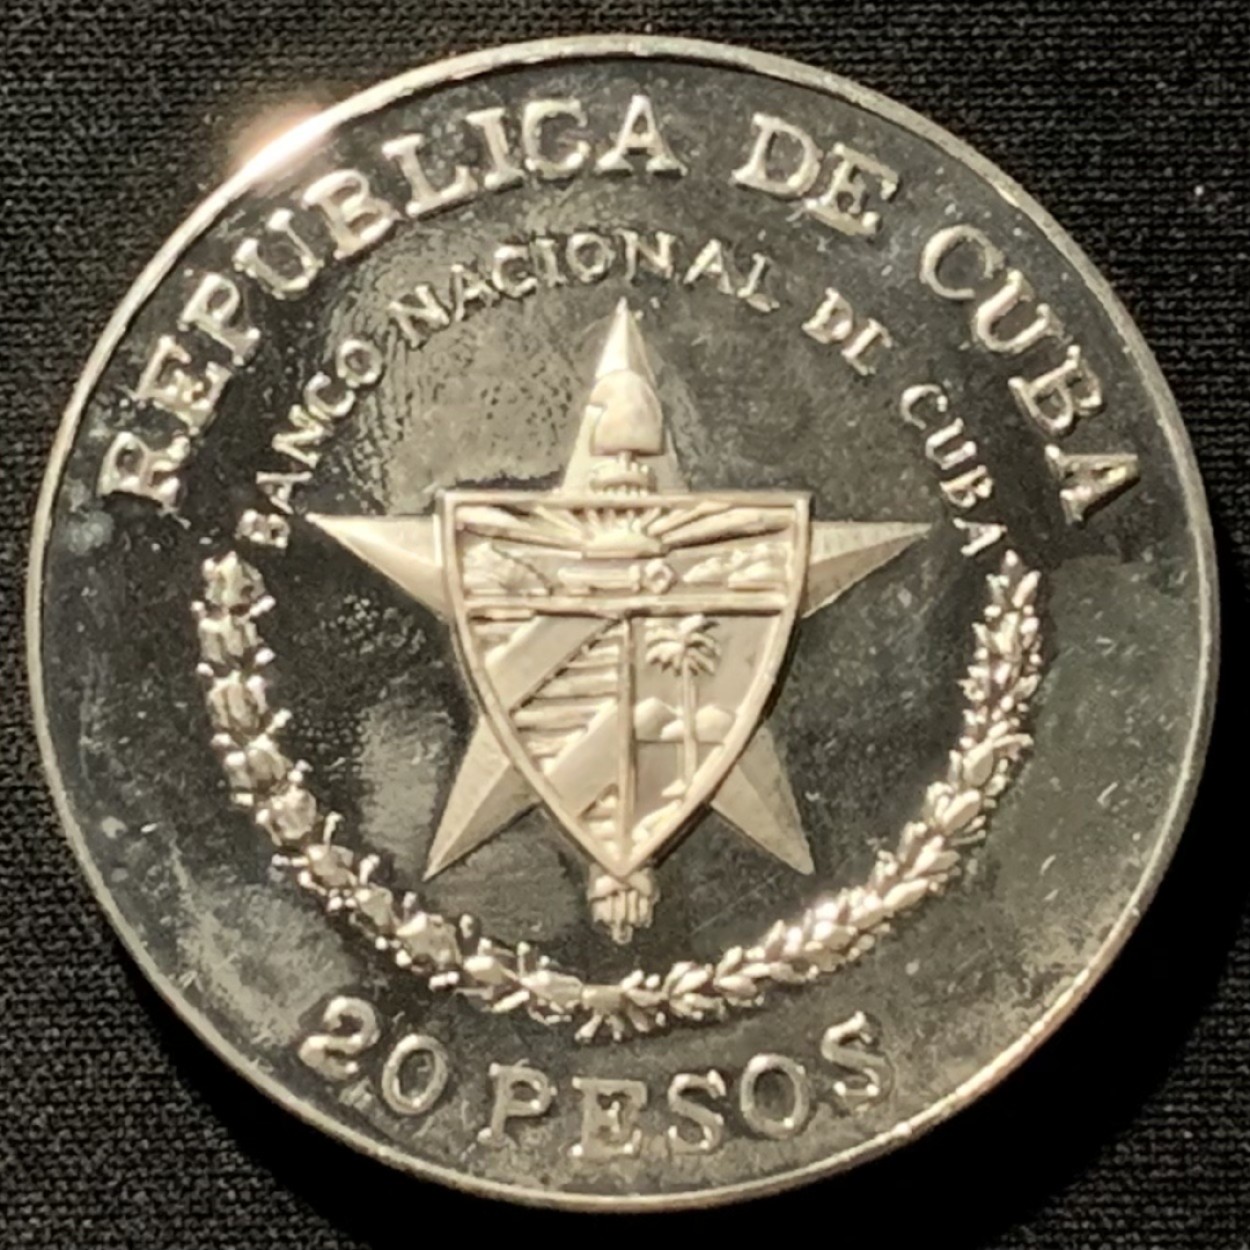 REPUBLICA DE CUBA
BANCO NACIONAL DE CUBA
20 PESOS